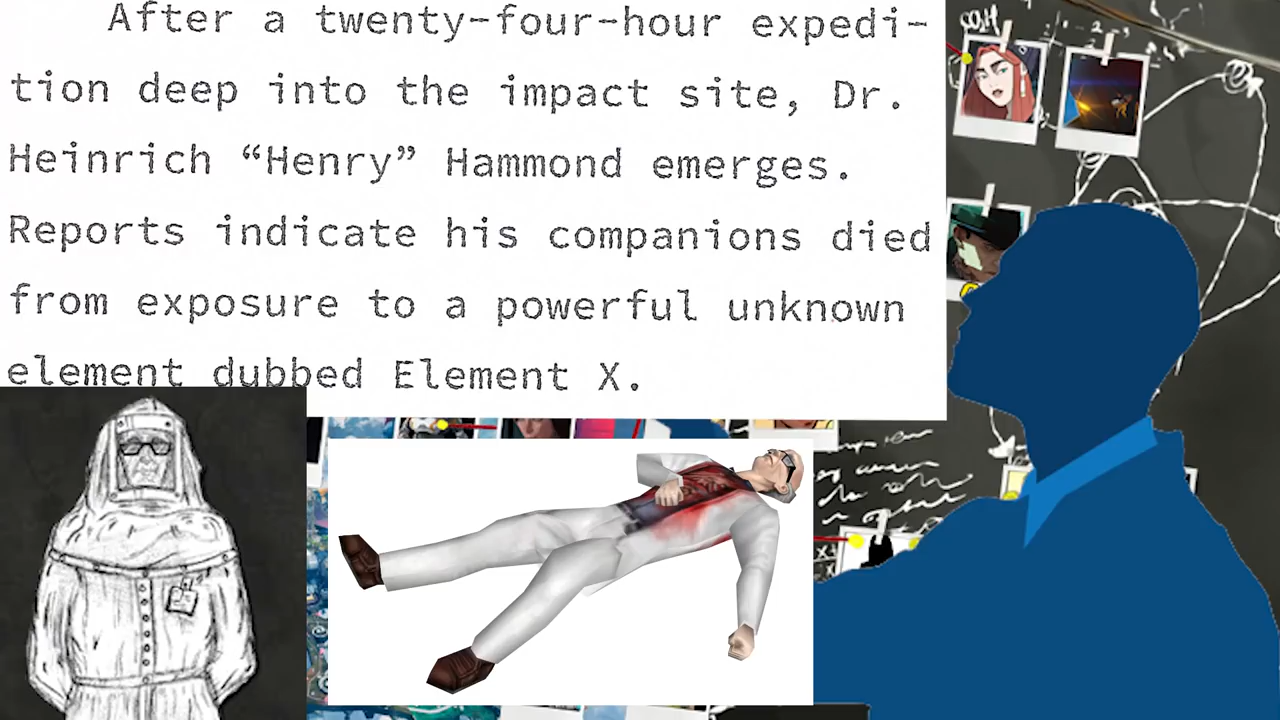 After a twenty-four-hour expedi-
tion deep into the impact site, Dr.
Heinrich “Henry” Hammond emerges.
Reports indicate his companions died
from exposure to a powerful unknown
element dubbed Element X.